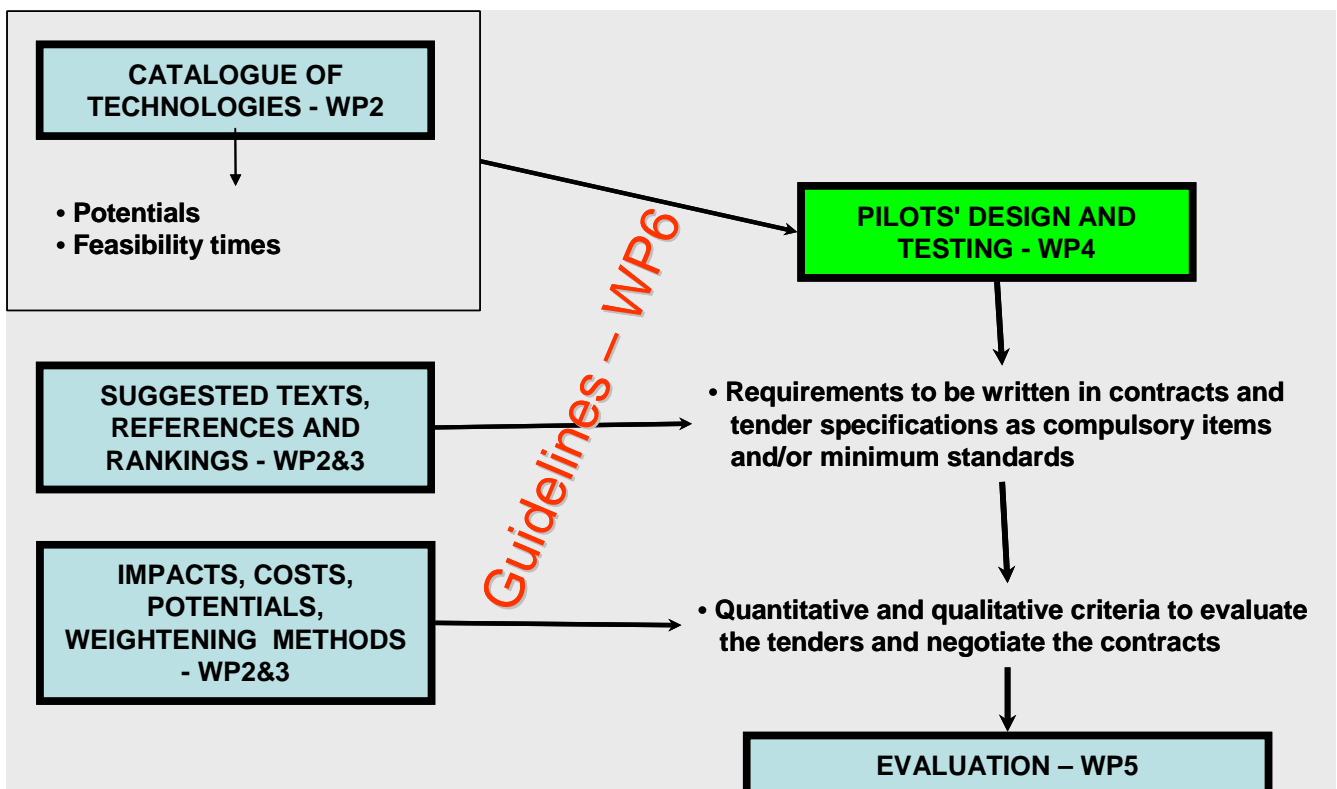 CATALOGUE OF
TECHNOLOGIES - WP2
• Potentials
• Feasibility times
PILOTS' DESIGN AND
TESTING - WP4
Guidelines – WP6
SUGGESTED TEXTS,
REFERENCES AND
RANKINGS - WP2&3
• Requirements to be written in contracts and
tender specifications as compulsory items
and/or minimum standards
IMPACTS, COSTS,
POTENTIALS,
WEIGHTENING METHODS
- WP2&3
• Quantitative and qualitative criteria to evaluate
the tenders and negotiate the contracts
EVALUATION – WP5